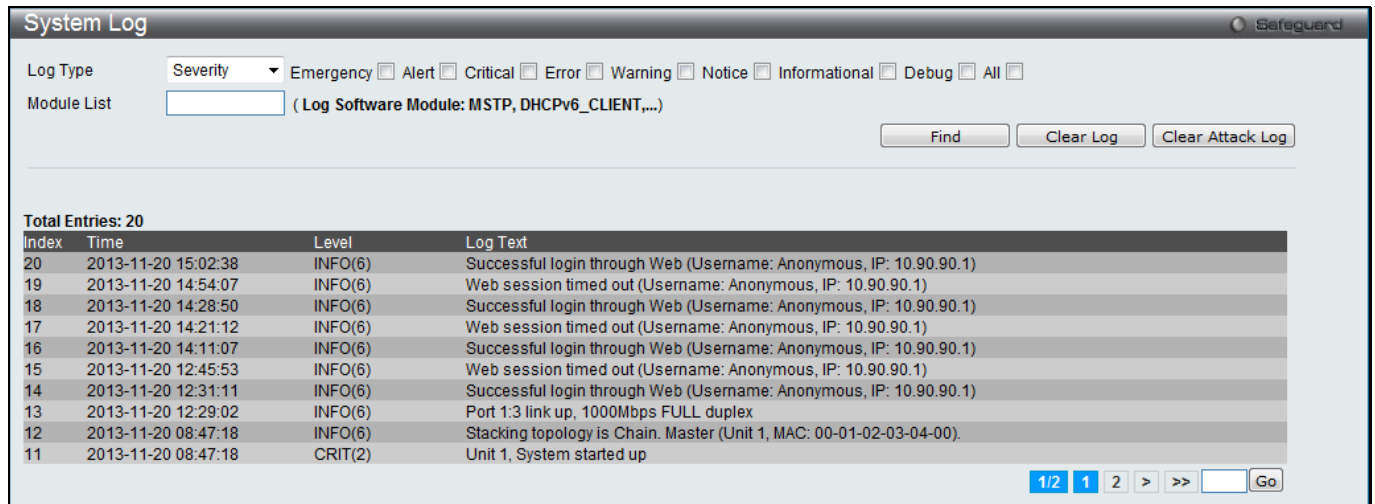 System Log Safeguard
Log Type Severity Emergency Alert Critical Error Warning Notice Informational Debug All
Module List ( Log Software Module: MSTP, DHCPv6_CLIENT,...)
Find Clear Log Clear Attack Log
Total Entries: 20
Index Time Level Log Text
20 2013-11-20 15:02:38 INFO(6) Successful login through Web (Username: Anonymous, IP: 10.90.90.1)
19 2013-11-20 14:54:07 INFO(6) Web session timed out (Username: Anonymous, IP: 10.90.90.1)
18 2013-11-20 14:28:50 INFO(6) Successful login through Web (Username: Anonymous, IP: 10.90.90.1)
17 2013-11-20 14:21:12 INFO(6) Web session timed out (Username: Anonymous, IP: 10.90.90.1)
16 2013-11-20 14:11:07 INFO(6) Successful login through Web (Username: Anonymous, IP: 10.90.90.1)
15 2013-11-20 12:45:53 INFO(6) Web session timed out (Username: Anonymous, IP: 10.90.90.1)
14 2013-11-20 12:31:11 INFO(6) Successful login through Web (Username: Anonymous, IP: 10.90.90.1)
13 2013-11-20 12:29:02 INFO(6) Port 1:3 link up, 1000Mbps FULL duplex
12 2013-11-20 08:47:18 INFO(6) Stacking topology is Chain. Master (Unit 1, MAC: 00-01-02-03-04-00).
11 2013-11-20 08:47:18 CRIT(2) Unit 1, System started up
1/2 1 2 > >> Go